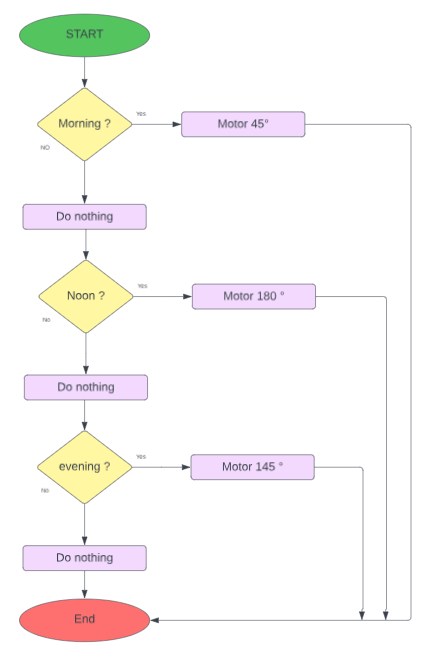 START
Morning ?
Yes
Motor 45°
NO
Do nothing
Noon ?
Yes
Motor 180 °
No
Do nothing
evening ?
Yes
Motor 145 °
No
Do nothing
End